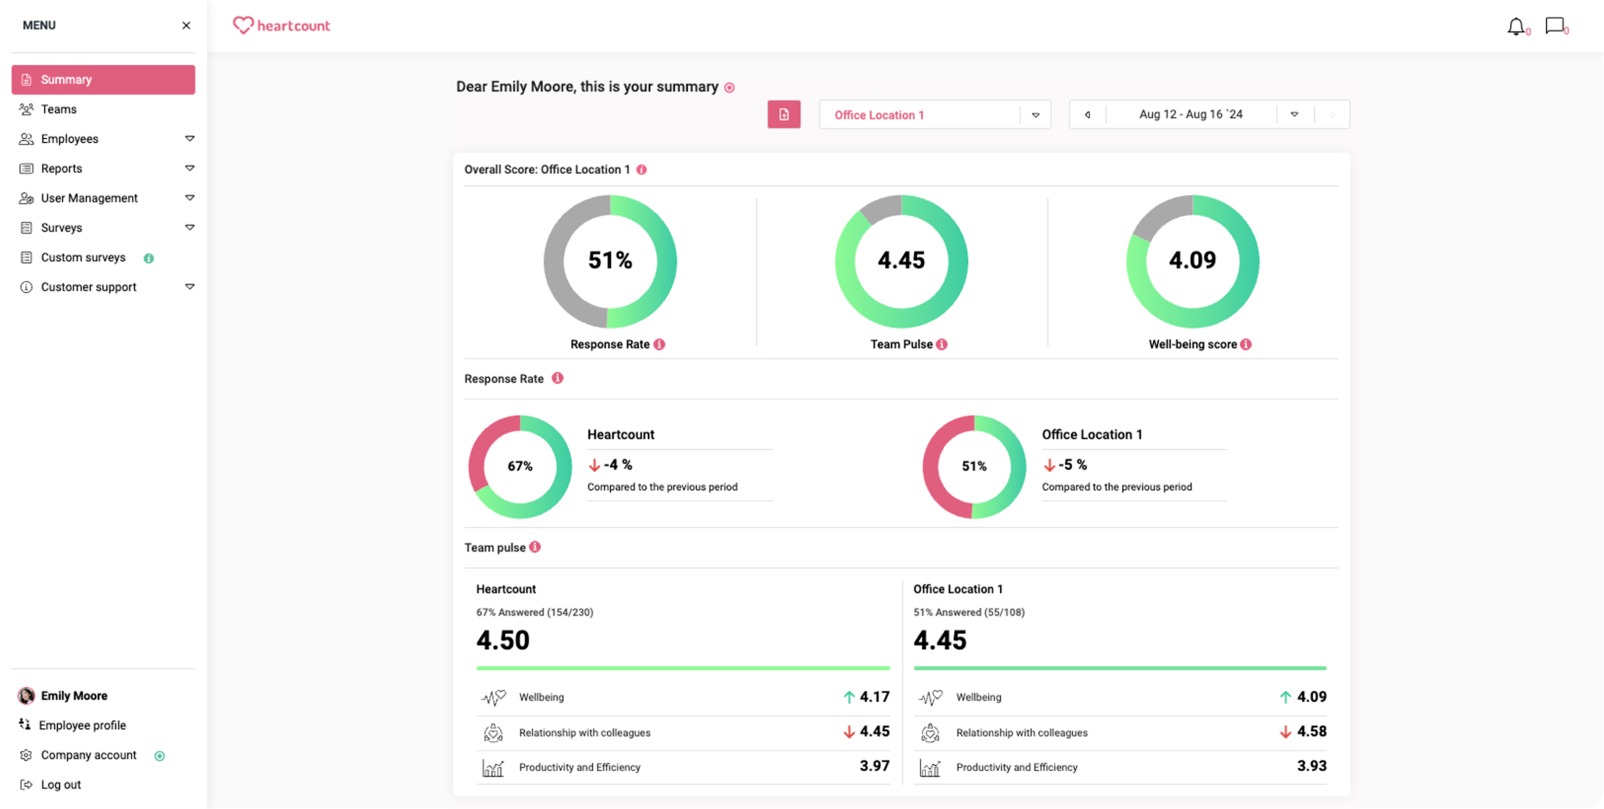 MENU
heartcount
0
0
Summary
Teams
Employees
Reports
User Management
Surveys
Custom surveys
Customer support
Emily Moore
Employee profile
Company account
Log out
Dear Emily Moore, this is your summary
Office Location 1
Aug 12 - Aug 16 `24
Overall Score: Office Location 1
51%
4.45
4.09
Response Rate
Team Pulse
Well-being score
Response Rate
67%
Heartcount
-4 %
Compared to the previous period
51%
Office Location 1
-5 %
Compared to the previous period
Team pulse
Heartcount
67% Answered (154/230)
4.50
Wellbeing 4.17
Relationship with colleagues 4.45
Productivity and Efficiency 3.97
Office Location 1
51% Answered (55/108)
4.45
Wellbeing 4.09
Relationship with colleagues 4.58
Productivity and Efficiency 3.93